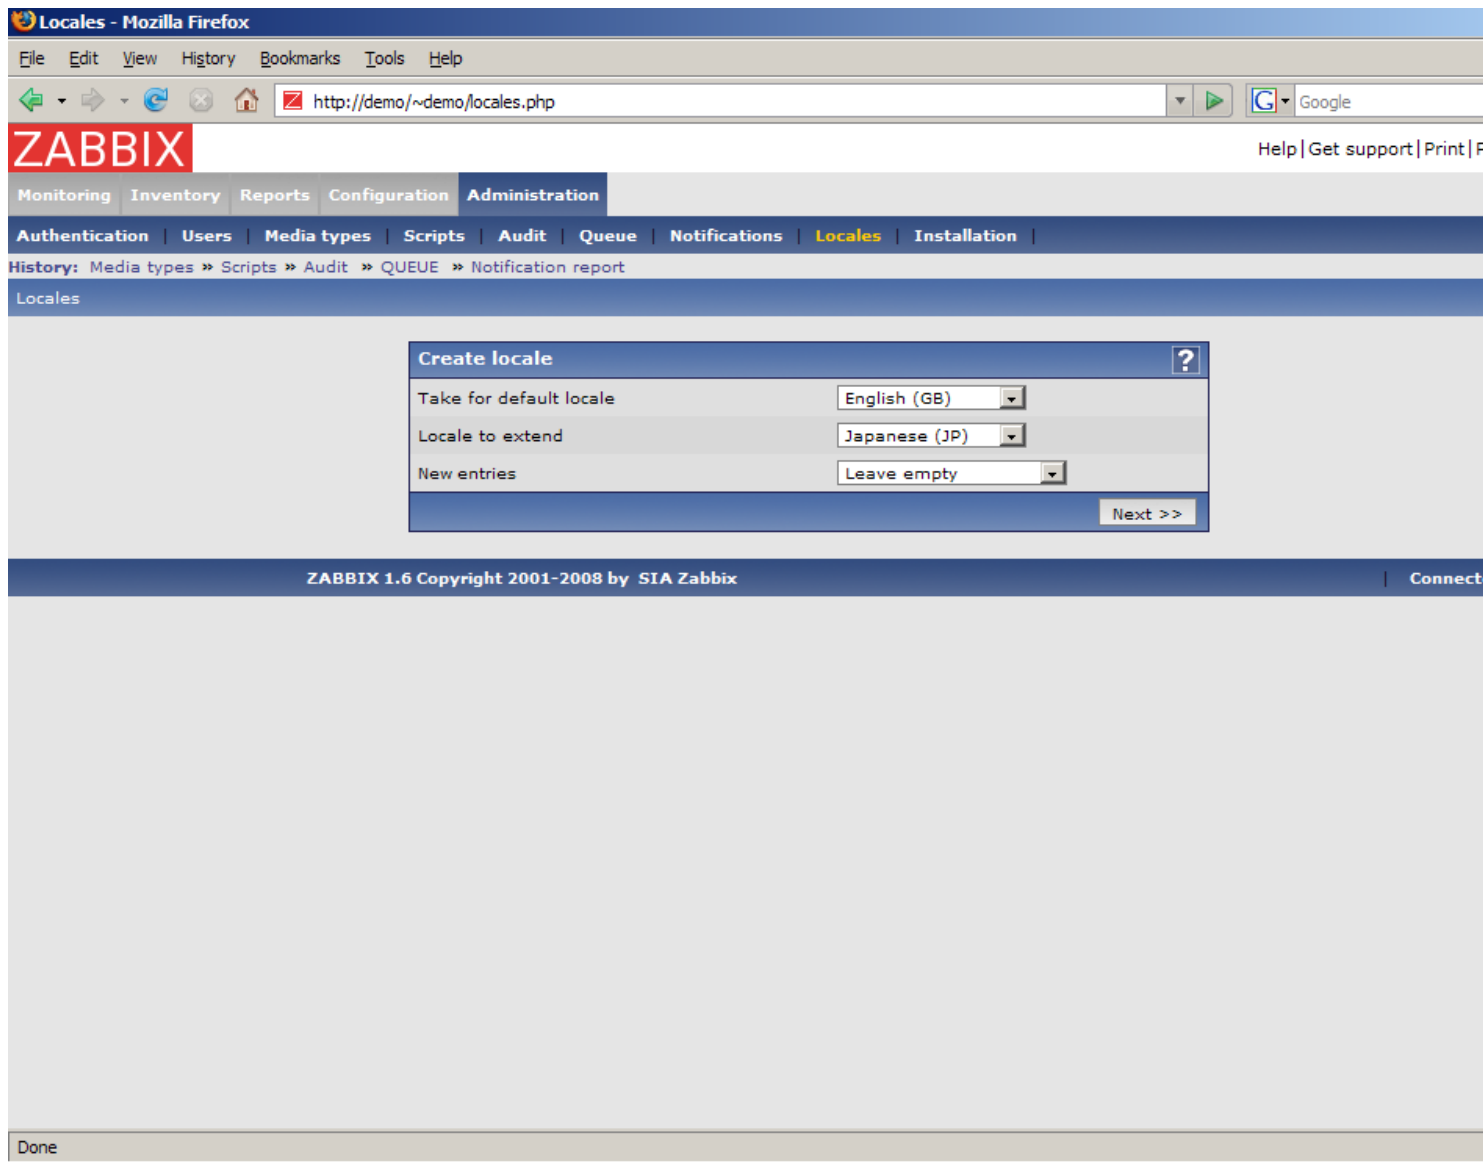 Locales - Mozilla Firefox
File Edit View History Bookmarks Tools Help
http://demo/~demo/locales.php G Google
ZABBIX
Help | Get support | Print |
Monitoring Inventory Reports Configuration Administration
Authentication | Users | Media types | Scripts | Audit | Queue | Notifications | Locales | Installation |
History: Media types » Scripts » Audit » QUEUE » Notification report
Locales
Create locale ?
Take for default locale English (GB)
Locale to extend Japanese (JP)
New entries Leave empty
Next >>
ZABBIX 1.6 Copyright 2001-2008 by SIA Zabbix | Connect
Done